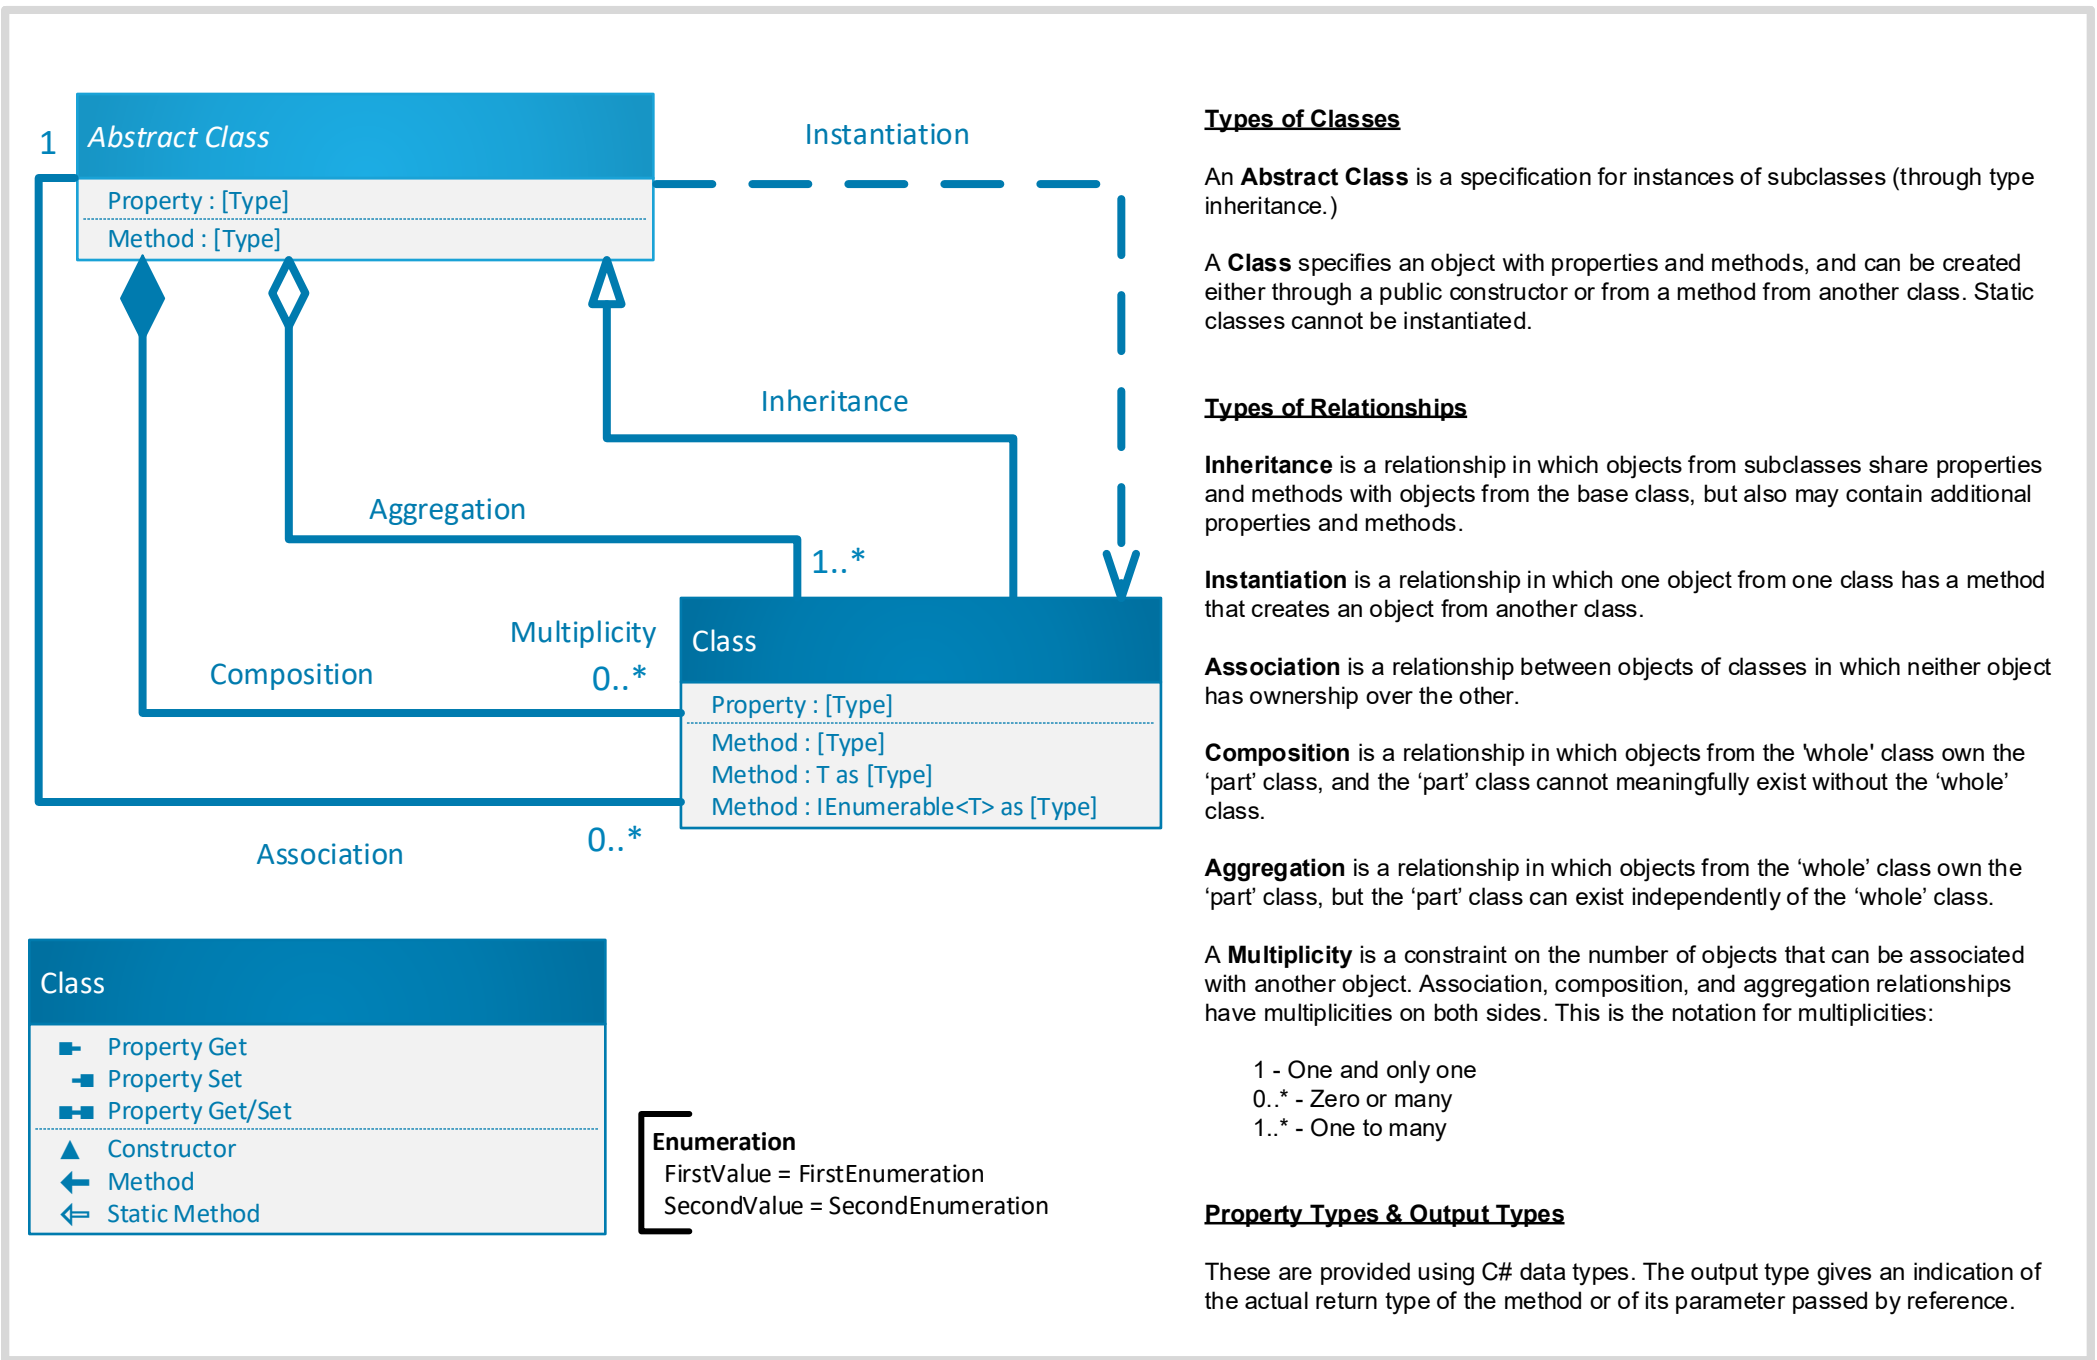 1
Abstract Class
Property : [Type]
Method : [Type]
Instantiation
Inheritance
Aggregation
1..*
Multiplicity
0..*
Composition
Class
Property : [Type]
Method : [Type]
Method : T as [Type]
Method : IEnumerable<T> as [Type]
0..*
Association
Class
Property Get
Property Set
Property Get/Set
Constructor
Method
Static Method
Enumeration
FirstValue = FirstEnumeration
SecondValue = SecondEnumeration
Types of Classes
An Abstract Class is a specification for instances of subclasses (through type
inheritance.)
A Class specifies an object with properties and methods, and can be created
either through a public constructor or from a method from another class. Static
classes cannot be instantiated.
Types of Relationships
Inheritance is a relationship in which objects from subclasses share properties
and methods with objects from the base class, but also may contain additional
properties and methods.
Instantiation is a relationship in which one object from one class has a method
that creates an object from another class.
Association is a relationship between objects of classes in which neither object
has ownership over the other.
Composition is a relationship in which objects from the 'whole' class own the
‘part’ class, and the ‘part’ class cannot meaningfully exist without the ‘whole’
class.
Aggregation is a relationship in which objects from the ‘whole’ class own the
‘part’ class, but the ‘part’ class can exist independently of the ‘whole’ class.
A Multiplicity is a constraint on the number of objects that can be associated
with another object. Association, composition, and aggregation relationships
have multiplicities on both sides. This is the notation for multiplicities:
1 - One and only one
0..* - Zero or many
1..* - One to many
Property Types & Output Types
These are provided using C# data types. The output type gives an indication of
the actual return type of the method or of its parameter passed by reference.